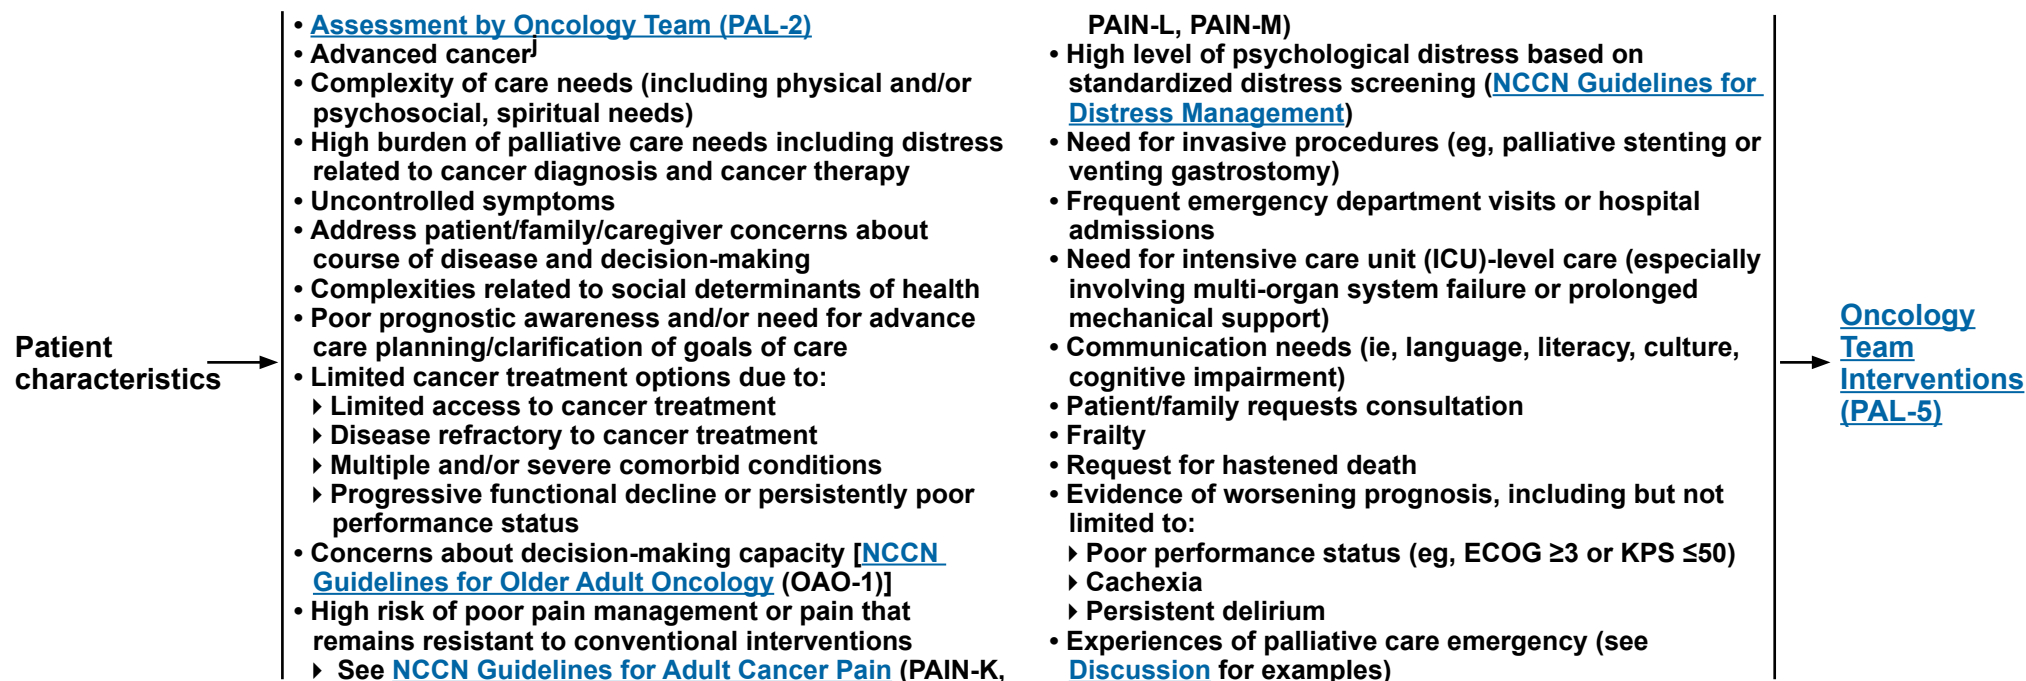 Patient
characteristics
• Assessment by Oncology Team (PAL-2)
• Advanced cancerʲ
• Complexity of care needs (including physical and/or
psychosocial, spiritual needs)
• High burden of palliative care needs including distress
related to cancer diagnosis and cancer therapy
• Uncontrolled symptoms
• Address patient/family/caregiver concerns about
course of disease and decision-making
• Complexities related to social determinants of health
• Poor prognostic awareness and/or need for advance
care planning/clarification of goals of care
• Limited cancer treatment options due to:
‣ Limited access to cancer treatment
‣ Disease refractory to cancer treatment
‣ Multiple and/or severe comorbid conditions
‣ Progressive functional decline or persistently poor
performance status
• Concerns about decision-making capacity [NCCN
Guidelines for Older Adult Oncology (OAO-1)]
• High risk of poor pain management or pain that
remains resistant to conventional interventions
‣ See NCCN Guidelines for Adult Cancer Pain (PAIN-K,
PAIN-L, PAIN-M)
• High level of psychological distress based on
standardized distress screening (NCCN Guidelines for
Distress Management)
• Need for invasive procedures (eg, palliative stenting or
venting gastrostomy)
• Frequent emergency department visits or hospital
admissions
• Need for intensive care unit (ICU)-level care (especially
involving multi-organ system failure or prolonged
mechanical support)
• Communication needs (ie, language, literacy, culture,
cognitive impairment)
• Patient/family requests consultation
• Frailty
• Request for hastened death
• Evidence of worsening prognosis, including but not
limited to:
‣ Poor performance status (eg, ECOG ≥3 or KPS ≤50)
‣ Cachexia
‣ Persistent delirium
• Experiences of palliative care emergency (see
Discussion for examples)
Oncology
Team
Interventions
(PAL-5)